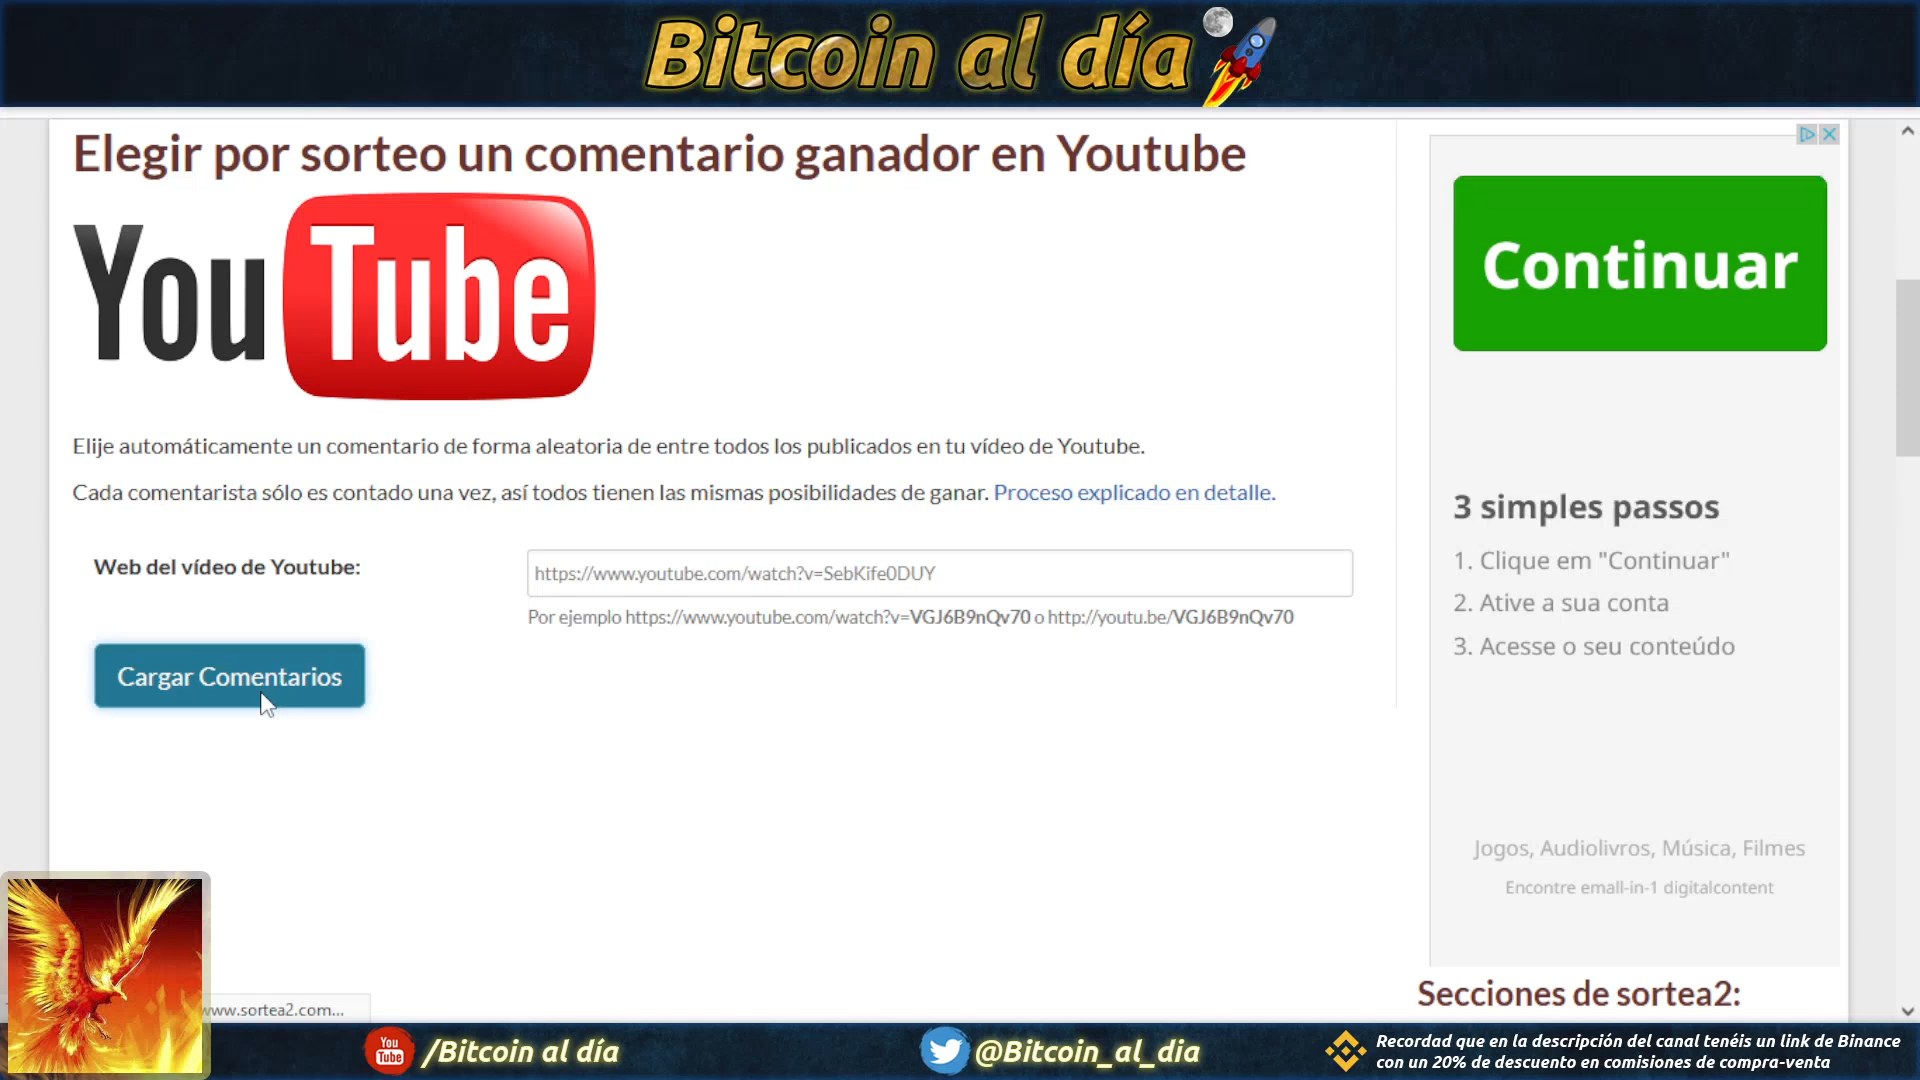 Bitcoin al día
Elegir por sorteo un comentario ganador en Youtube
YouTube
Elije automáticamente un comentario de forma aleatoria de entre todos los publicados en tu vídeo de Youtube.
Cada comentarista sólo es contado una vez, así todos tienen las mismas posibilidades de ganar. Proceso explicado en detalle.
Web del vídeo de Youtube:
https://www.youtube.com/watch?v=SebKife0DUY
Por ejemplo https://www.youtube.com/watch?v=VGJ6B9nQv70 o http://youtu.be/VGJ6B9nQv70
Cargar Comentarios
Continuar
3 simples passos
1. Clique em "Continuar"
2. Ative a sua conta
3. Acesse o seu conteúdo
Jogos, Audiolivros, Música, Filmes
Encontre emall-in-1 digitalcontent
Secciones de sortea2:
www.sortea2.com...
You Tube /Bitcoin al día
@Bitcoin_al_dia
Recordad que en la descripción del canal tenéis un link de Binance
con un 20% de descuento en comisiones de compra-venta